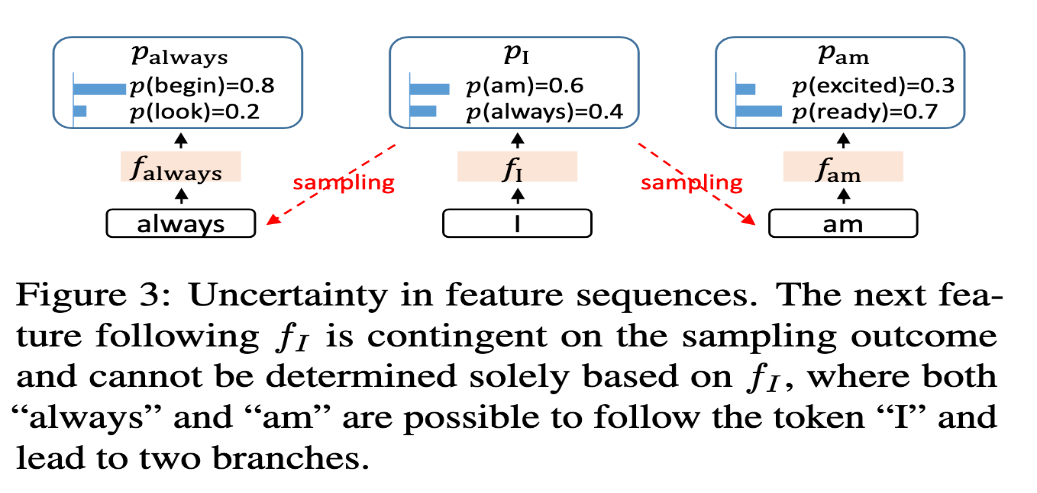 p_always
p(begin)=0.8
p(look)=0.2
f_always
always
p_I
p(am)=0.6
p(always)=0.4
f_I
I
p_am
p(excited)=0.3
p(ready)=0.7
f_am
am
sampling
sampling
Figure 3: Uncertainty in feature sequences. The next fea-
ture following f_I is contingent on the sampling outcome
and cannot be determined solely based on f_I, where both
“always” and “am” are possible to follow the token “I” and
lead to two branches.